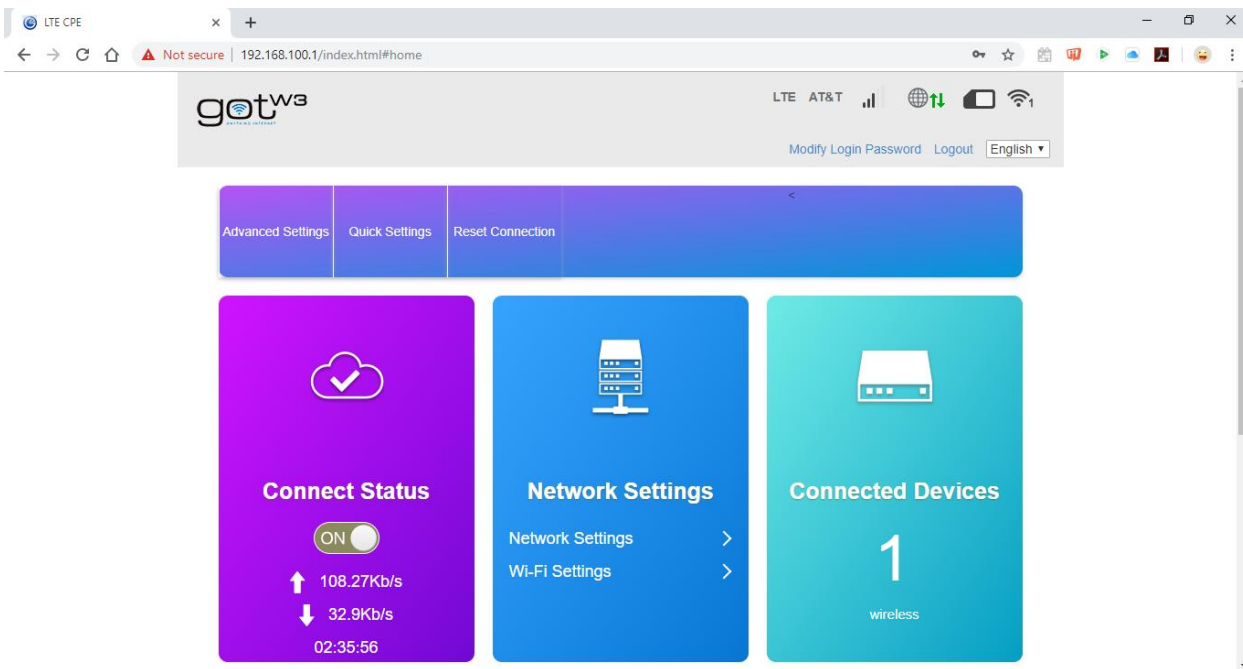 LTE CPE
Not secure | 192.168.100.1/index.html#home
gotw3
LTE AT&T
1
Modify Login Password Logout English
Advanced Settings Quick Settings Reset Connection
<
Connect Status
ON
108.27Kb/s
32.9Kb/s
02:35:56
Network Settings
Network Settings
Wi-Fi Settings
Connected Devices
1
wireless